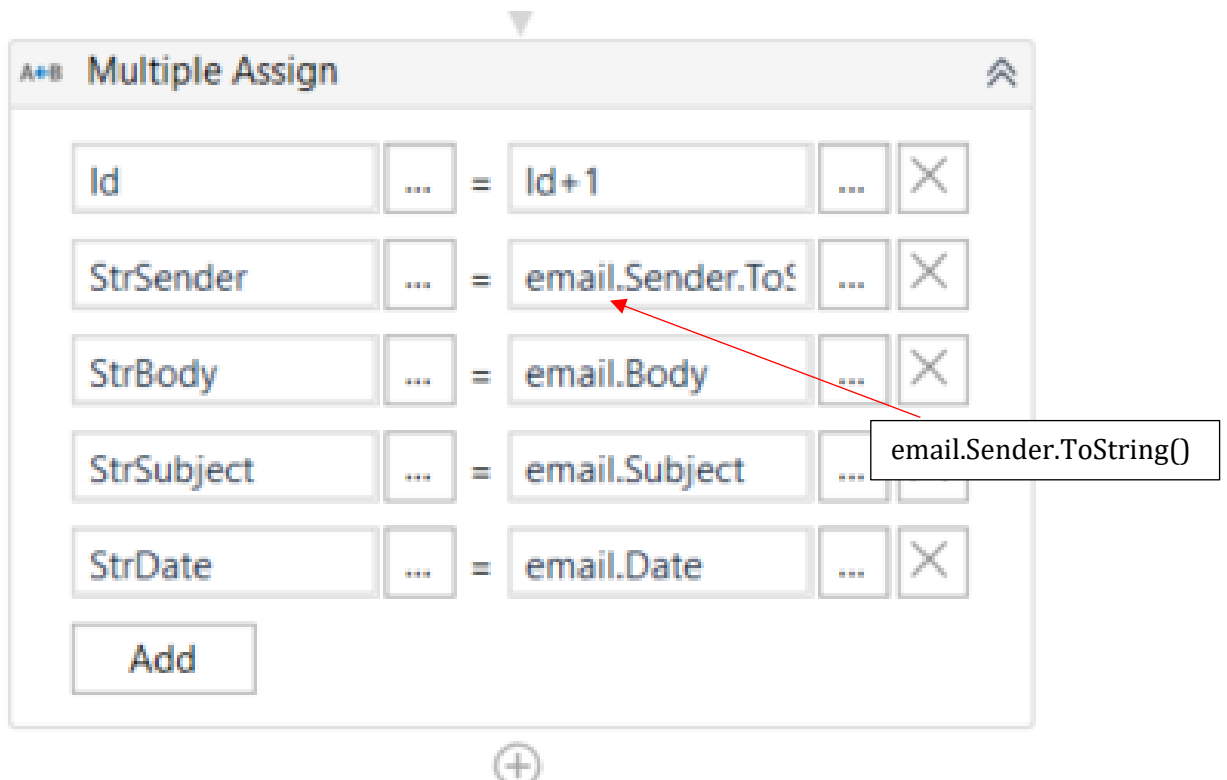 A↔B Multiple Assign
Id ... = Id+1 ...
StrSender ... = email.Sender.ToS ...
StrBody ... = email.Body ...
email.Sender.ToString()
StrSubject ... = email.Subject ...
StrDate ... = email.Date ...
Add